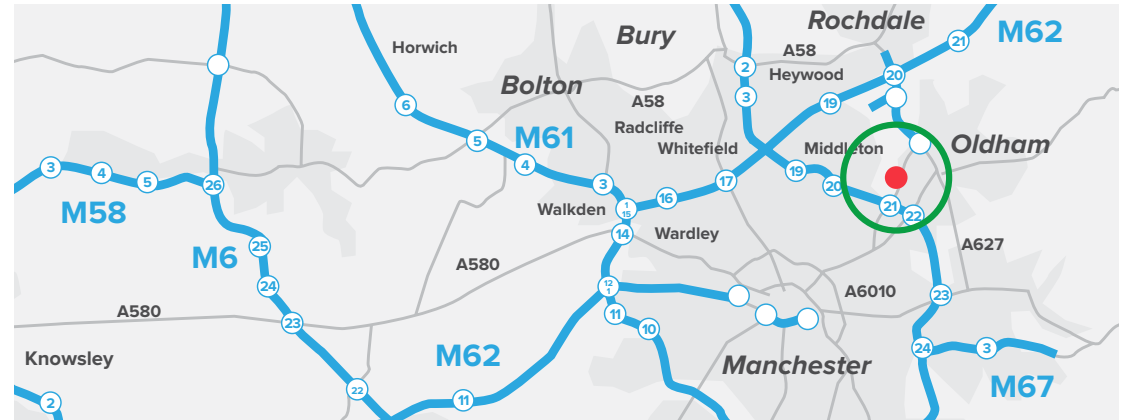 Rochdale
M62
Bury
Horwich
21
A58
2
Heywood
20
Bolton
3
A58
19
6
Radcliffe
M61
5
Whitefield
Middleton
Oldham
4
3
4
19
5
17
26
3
20
16
Walkden
1
15
21
M58
22
14
Wardley
25
A627
M6
A580
24
12
1
A6010
23
A580
11
23
10
24
3
Knowsley
M62
Manchester
M67
22
11
2